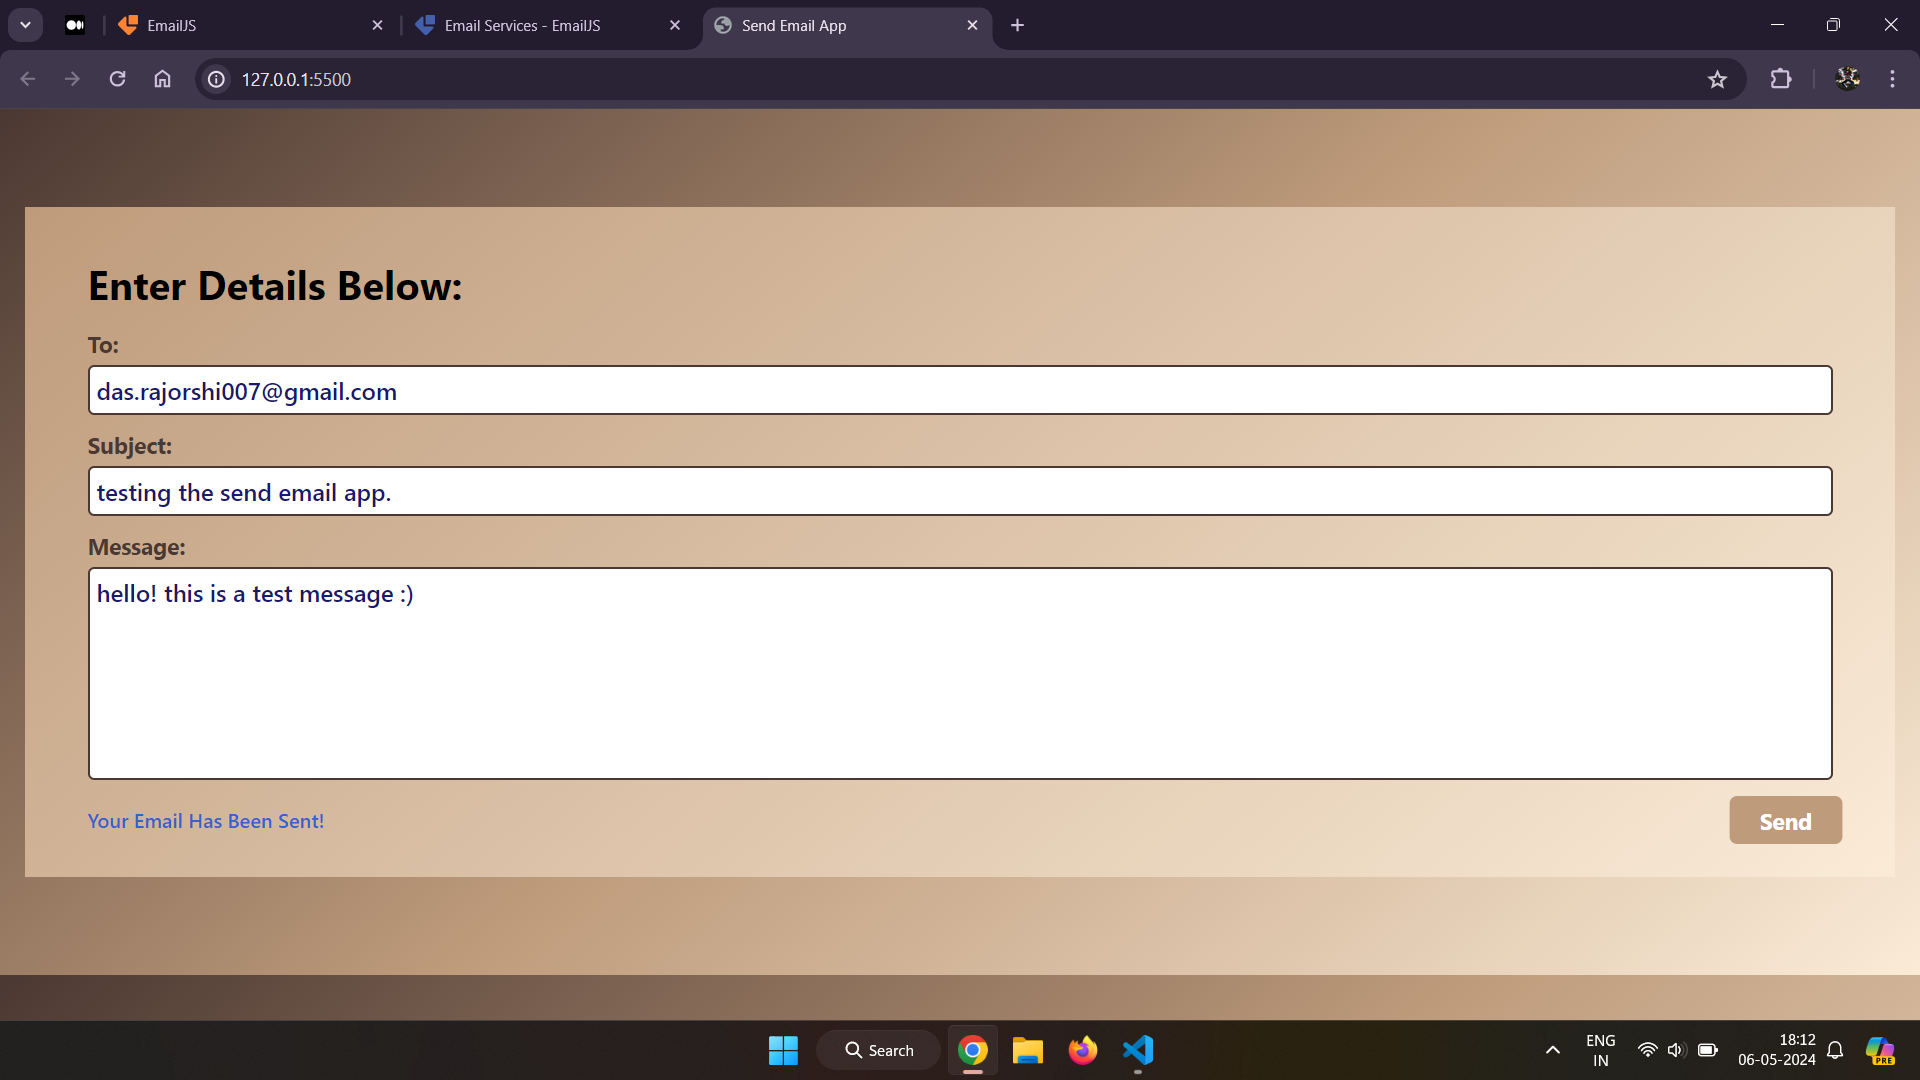 EmailJS
Email Services - EmailJS
Send Email App
127.0.0.1:5500
Enter Details Below:
To:
das.rajorshi007@gmail.com
Subject:
testing the send email app.
Message:
hello! this is a test message :)
Your Email Has Been Sent!
Send
Search
ENG
IN
18:12
06-05-2024
PRE